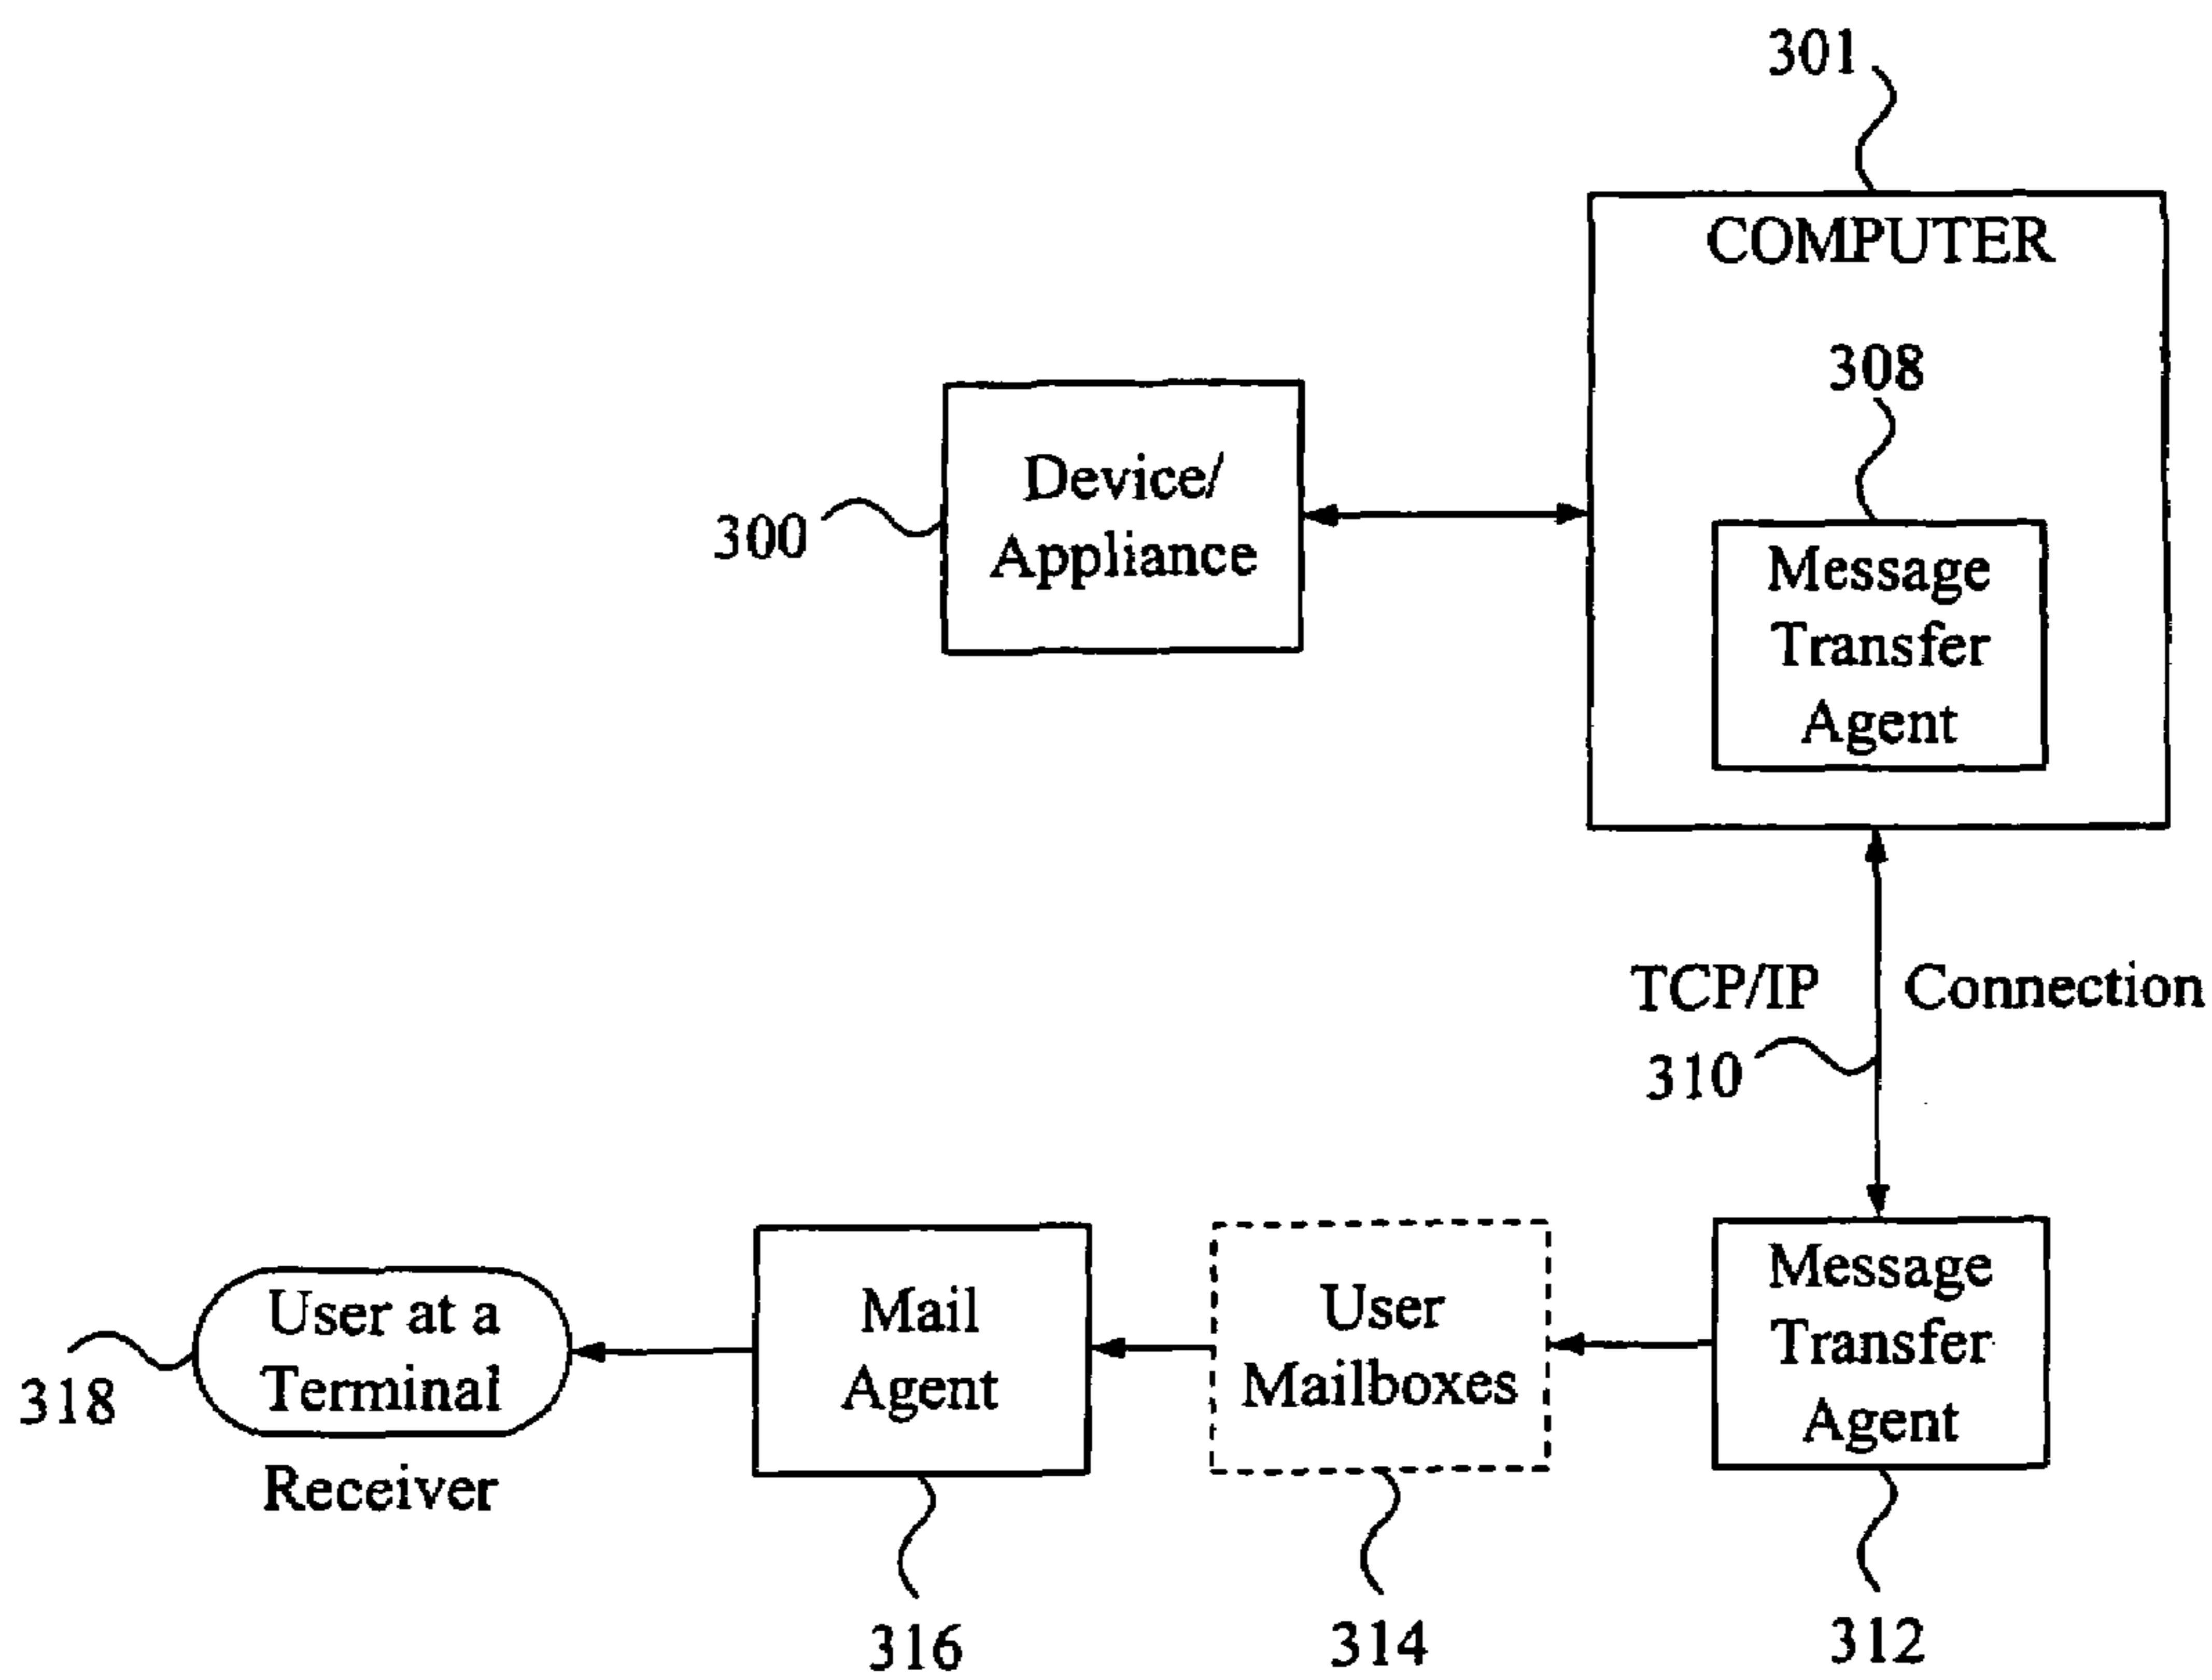 301
COMPUTER
308
Device/
Appliance
300
Message
Transfer
Agent
TCP/IP Connection
310
Message
Transfer
Agent
User
Mailboxes
Mail
Agent
User at a
Terminal
318
Receiver
316
314
312